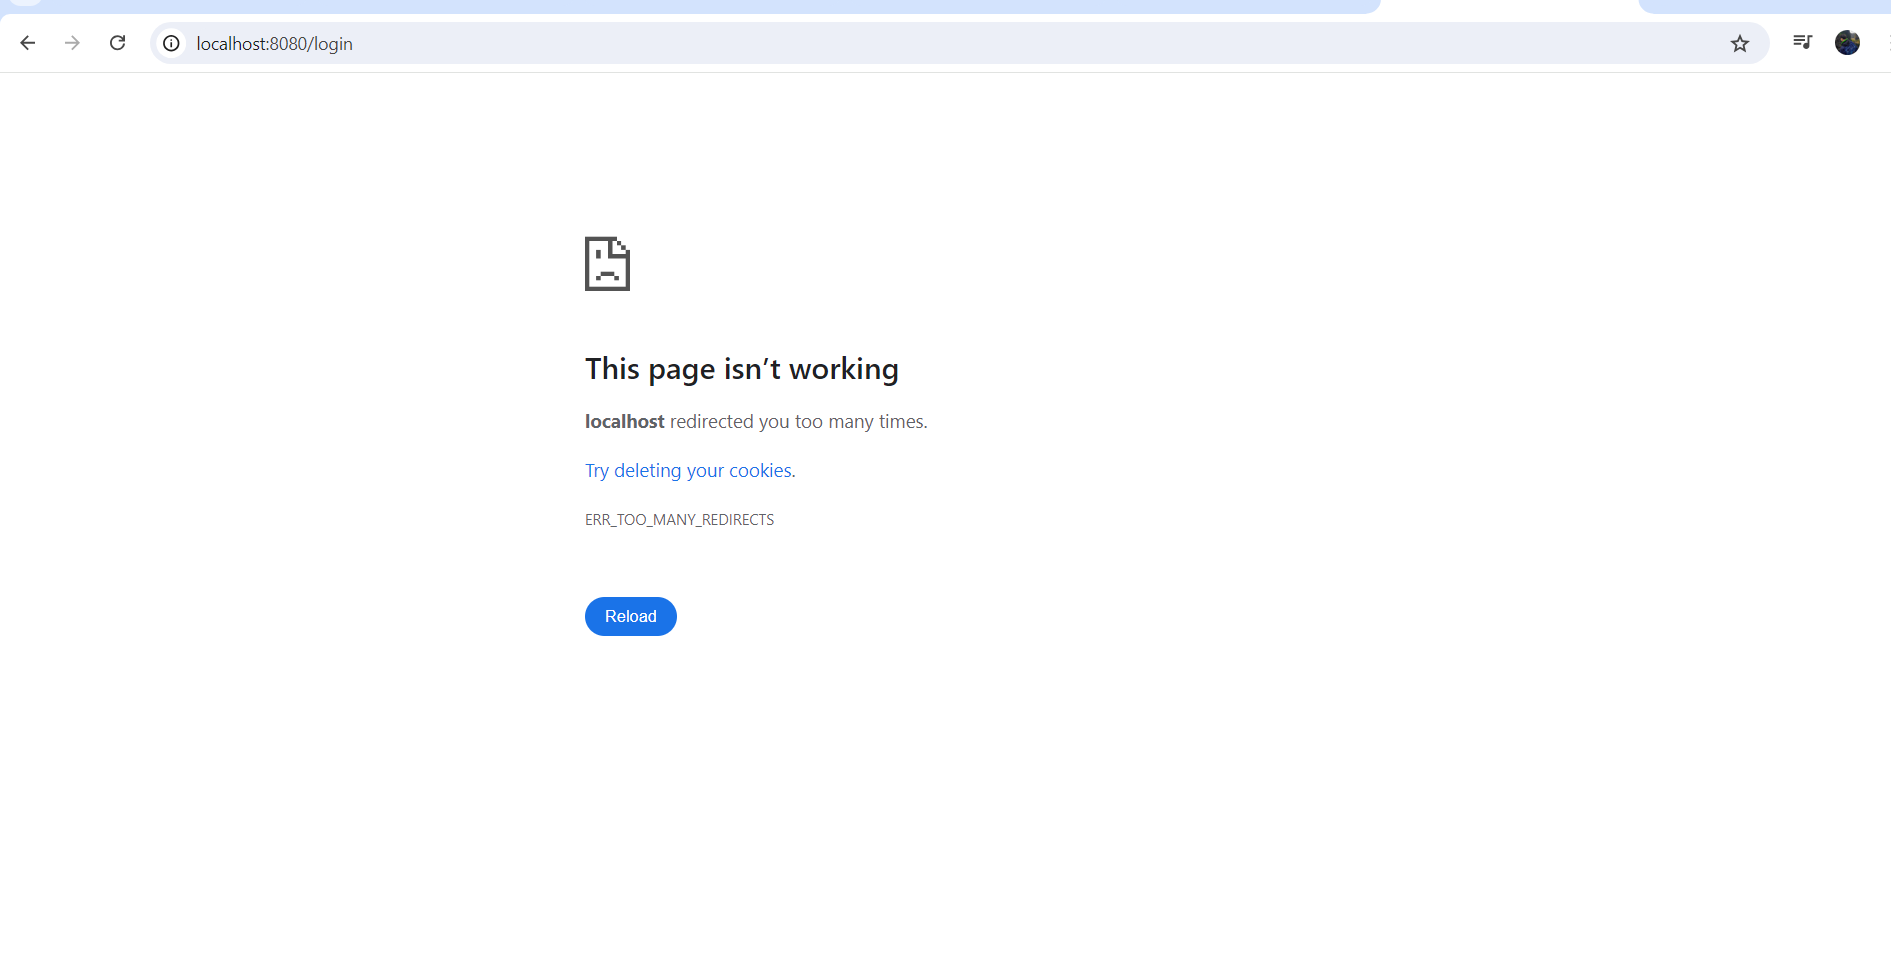 localhost:8080/login
This page isn’t working
localhost redirected you too many times.
Try deleting your cookies.
ERR_TOO_MANY_REDIRECTS
Reload